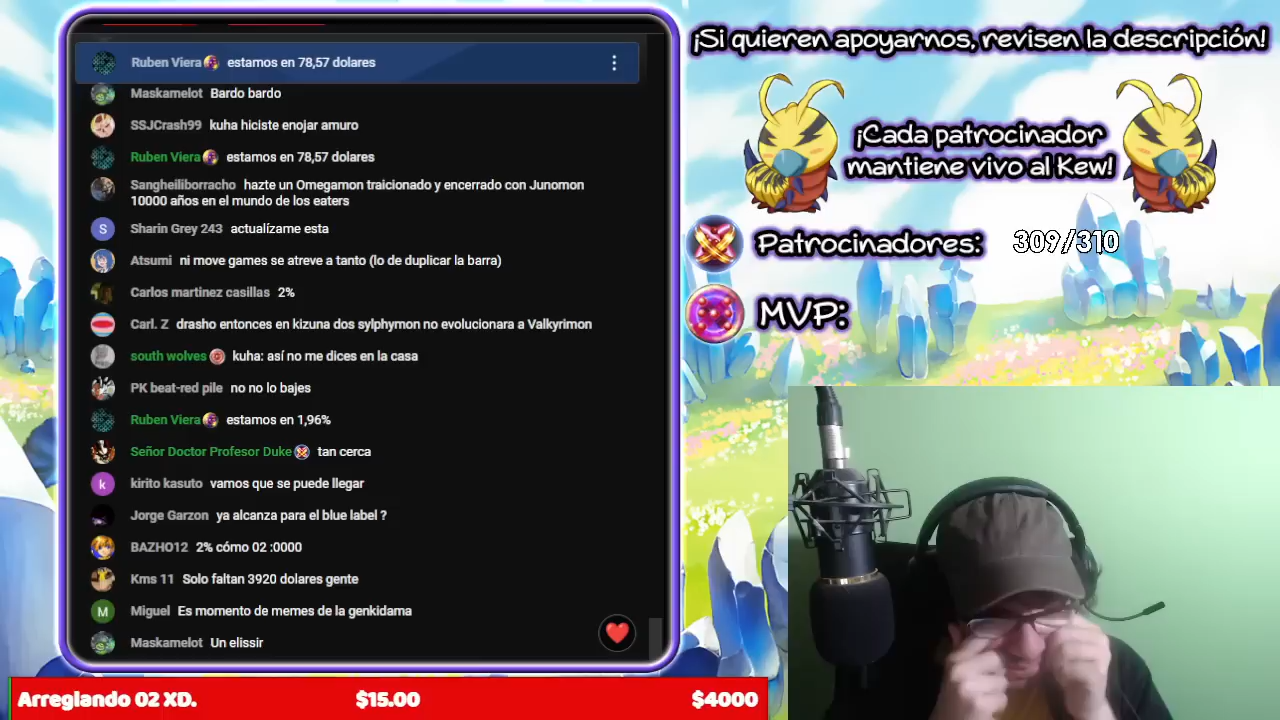 Ruben Viera estamos en 78,57 dolares
Maskamelot Bardo bardo
SSJCrash99 kuha hiciste enojar amuro
Ruben Viera estamos en 78,57 dolares
Sangheiliborracho hazte un Omegamon traicionado y encerrado con Junomon
10000 años en el mundo de los eaters
S Sharin Grey 243 actualízame esta
Atsumi ni move games se atreve a tanto (lo de duplicar la barra)
Carlos martinez casillas 2%
Carl. Z drasho entonces en kizuna dos sylphymon no evolucionara a Valkyrimon
south wolves kuha: así no me dices en la casa
PK beat-red pile no no lo bajes
Ruben Viera estamos en 1,96%
Señor Doctor Profesor Duke tan cerca
k kirito kasuto vamos que se puede llegar
Jorge Garzon ya alcanza para el blue label ?
BAZHO12 2% cómo 02 :0000
Kms 11 Solo faltan 3920 dolares gente
M Miguel Es momento de memes de la genkidama
Maskamelot Un elissir
¡Si quieren apoyarnos, revisen la descripción!
¡Cada patrocinador
mantiene vivo al Kew!
Patrocinadores: 309/310
MVP:
Arreglando 02 XD. $15.00 $4000